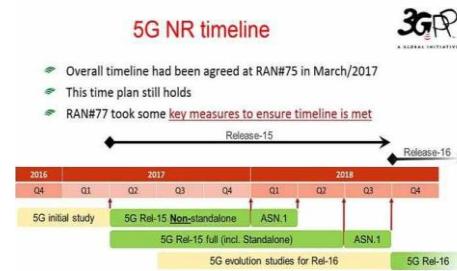 5G NR timeline
3GPP
A GLOBAL INITIATIVE
Overall timeline had been agreed at RAN#75 in March/2017
This time plan still holds
RAN#77 took some key measures to ensure timeline is met
Release-15
Release-16
2016 2017 2018
Q4 Q1 Q2 Q3 Q4 Q1 Q2 Q3 Q4
5G initial study 5G Rel-15 Non-standalone ASN.1
5G Rel-15 full (incl. Standalone) ASN.1
5G evolution studies for Rel-16 5G Rel-16